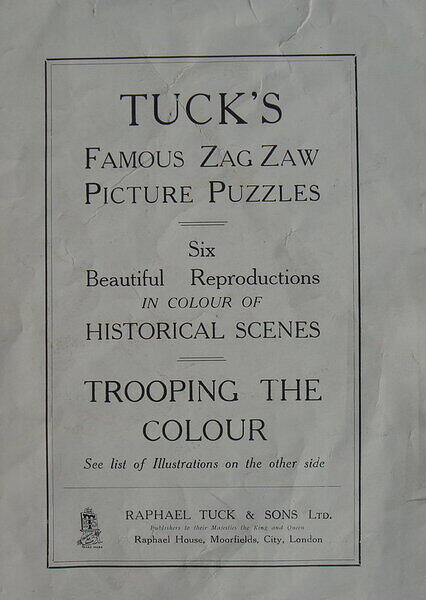 TUCK'S
FAMOUS ZAG ZAW
PICTURE PUZZLES
Six
Beautiful Reproductions
IN COLOUR OF
HISTORICAL SCENES
TROOPING THE
COLOUR
See list of Illustrations on the other side
RAPHAEL TUCK & SONS LTD.
Publishers to their Majesties the King and Queen
Raphael House, Moorfields, City, London
TRADE MARK